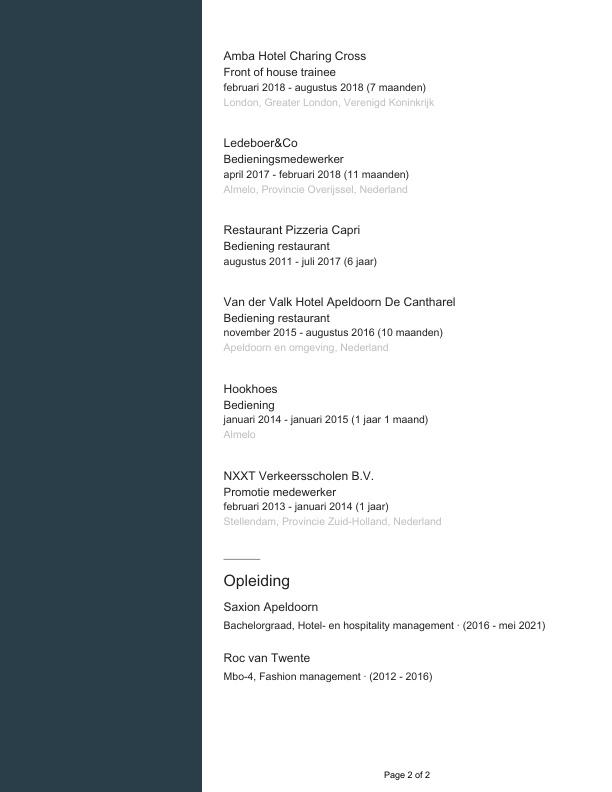 Amba Hotel Charing Cross
Front of house trainee
februari 2018 - augustus 2018 (7 maanden)
London, Greater London, Verenigd Koninkrijk
Ledeboer&Co
Bedieningsmedewerker
april 2017 - februari 2018 (11 maanden)
Almelo, Provincie Overijssel, Nederland
Restaurant Pizzeria Capri
Bediening restaurant
augustus 2011 - juli 2017 (6 jaar)
Van der Valk Hotel Apeldoorn De Cantharel
Bediening restaurant
november 2015 - augustus 2016 (10 maanden)
Apeldoorn en omgeving, Nederland
Hookhoes
Bediening
januari 2014 - januari 2015 (1 jaar 1 maand)
Almelo
NXXT Verkeersscholen B.V.
Promotie medewerker
februari 2013 - januari 2014 (1 jaar)
Stellendam, Provincie Zuid-Holland, Nederland
Opleiding
Saxion Apeldoorn
Bachelorgraad, Hotel- en hospitality management · (2016 - mei 2021)
Roc van Twente
Mbo-4, Fashion management · (2012 - 2016)
Page 2 of 2